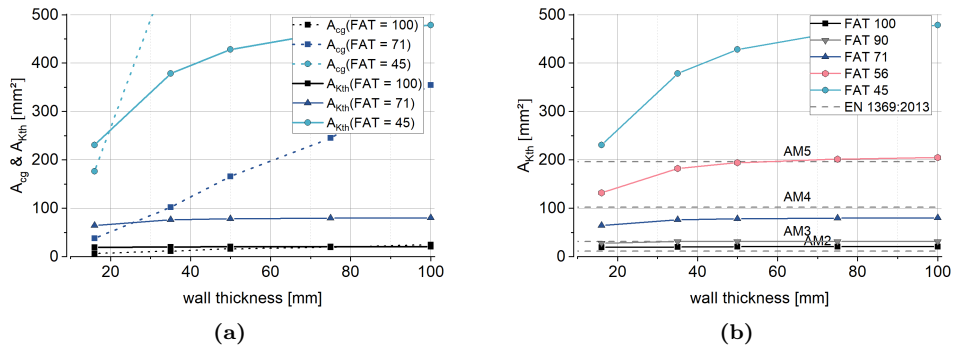 500
400
300
200
100
0
A_cg & A_Kth [mm²]
A_cg(FAT = 100)
A_cg(FAT = 71)
A_cg(FAT = 45)
A_Kth(FAT = 100)
A_Kth(FAT = 71)
A_Kth(FAT = 45)
20 40 60 80 100
wall thickness [mm]
(a)
500
400
300
200
100
0
A_Kth [mm²]
FAT 100
FAT 90
FAT 71
FAT 56
FAT 45
EN 1369:2013
AM5
AM4
AM3
AM2
20 40 60 80 100
wall thickness [mm]
(b)